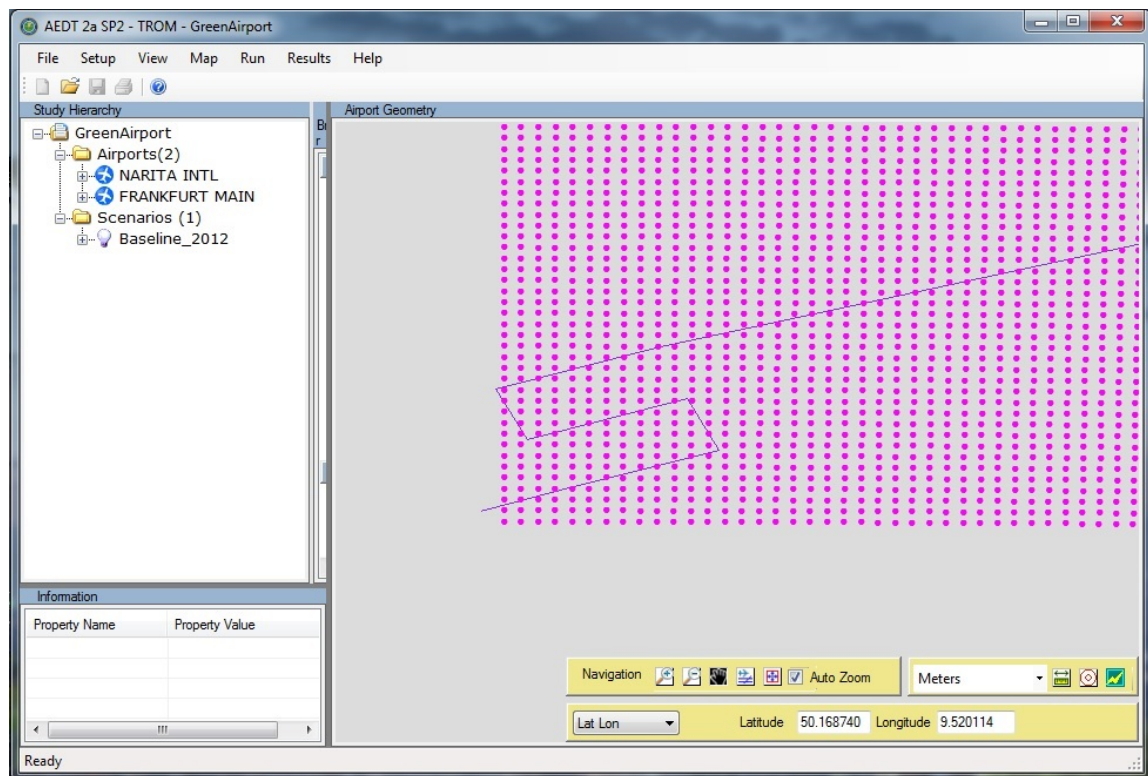 AEDT 2a SP2 - TROM - GreenAirport
File Setup View Map Run Results Help
Study Hierarchy
GreenAirport
Airports(2)
NARITA INTL
FRANKFURT MAIN
Scenarios (1)
Baseline_2012
Airport Geometry
Information
Property Name Property Value
Navigation Auto Zoom
Meters
Lat Lon Latitude 50.168740 Longitude 9.520114
Ready